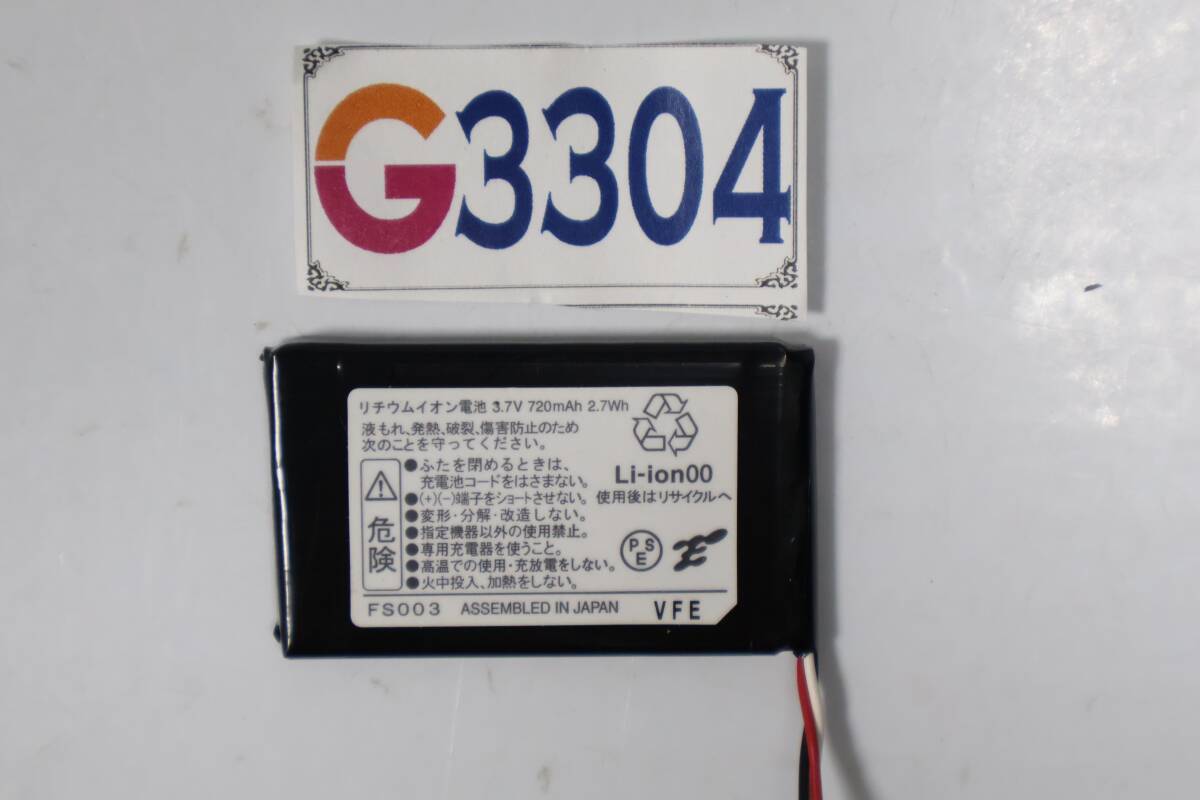 G3304
リチウムイオン電池 3.7V 720mAh 2.7Wh
液もれ、発熱、破裂、傷害防止のため
次のことを守ってください。
危険
●ふたを閉めるときは、
充電池コードをはさまない。
●(+)(−)端子をショートさせない。
●変形・分解・改造しない。
●指定機器以外の使用禁止。
●専用充電器を使うこと。
●高温での使用・充放電をしない。
●火中投入、加熱をしない。
Li-ion00
使用後はリサイクルへ
PSE
FS003 ASSEMBLED IN JAPAN VFE